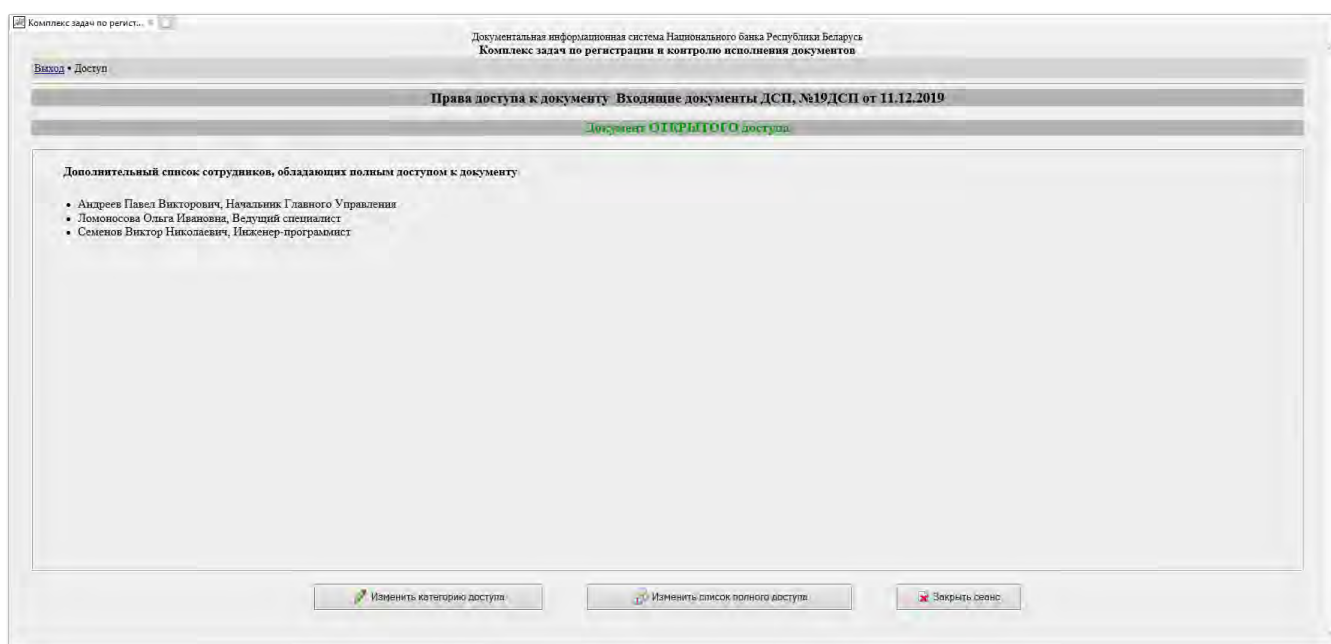 Комплекс задач по регист...
Документальная информационная система Национального банка Республики Беларусь
Комплекс задач по регистрации и контролю исполнения документов
Выход • Доступ
Права доступа к документу Входящие документы ДСП, №19ДСП от 11.12.2019
Документ ОТКРЫТОГО доступа
Дополнительный список сотрудников, обладающих полным доступом к документу
• Андреев Павел Викторович, Начальник Главного Управления
• Ломоносова Ольга Ивановна, Ведущий специалист
• Семенов Виктор Николаевич, Инженер-программист
Изменить категорию доступа
Изменить список полного доступа
Закрыть сеанс